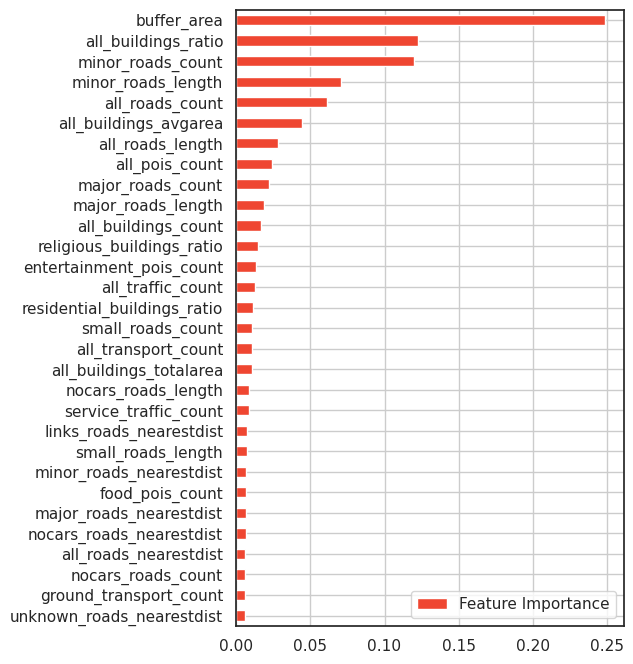 buffer_area
all_buildings_ratio
minor_roads_count
minor_roads_length
all_roads_count
all_buildings_avgarea
all_roads_length
all_pois_count
major_roads_count
major_roads_length
all_buildings_count
religious_buildings_ratio
entertainment_pois_count
all_traffic_count
residential_buildings_ratio
small_roads_count
all_transport_count
all_buildings_totalarea
nocars_roads_length
service_traffic_count
links_roads_nearestdist
small_roads_length
minor_roads_nearestdist
food_pois_count
major_roads_nearestdist
nocars_roads_nearestdist
all_roads_nearestdist
nocars_roads_count
ground_transport_count
unknown_roads_nearestdist
Feature Importance
0.00 0.05 0.10 0.15 0.20 0.25